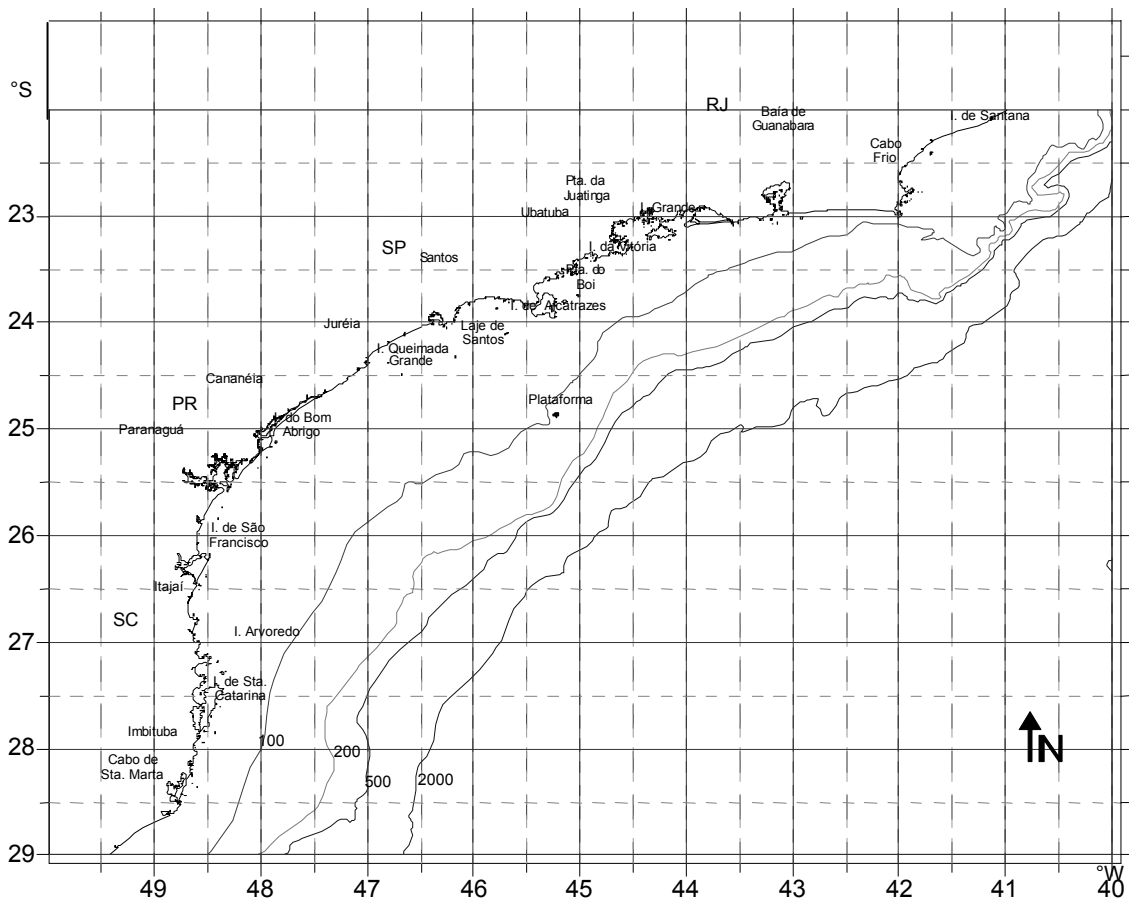 °S
RJ
Baía de
Guanabara
I. de Santana
Cabo
Frio
Pta. da
Juatinga
Ubatuba
I. Grande
23
SP
Santos
I. da Vitória
Pta. do
Boi
I. de Alcatrazes
24
Juréia
Laje de
Santos
I. Queimada
Grande
Cananéia
Plataforma
PR
Paranaguá
25
I. do Bom
Abrigo
26
I. de São
Francisco
Itajaí
SC
I. Arvoredo
27
I. de Sta.
Catarina
Imbituba
28
Cabo de
Sta. Marta
100
200
500
2000
N
29
°W
49 48 47 46 45 44 43 42 41 40